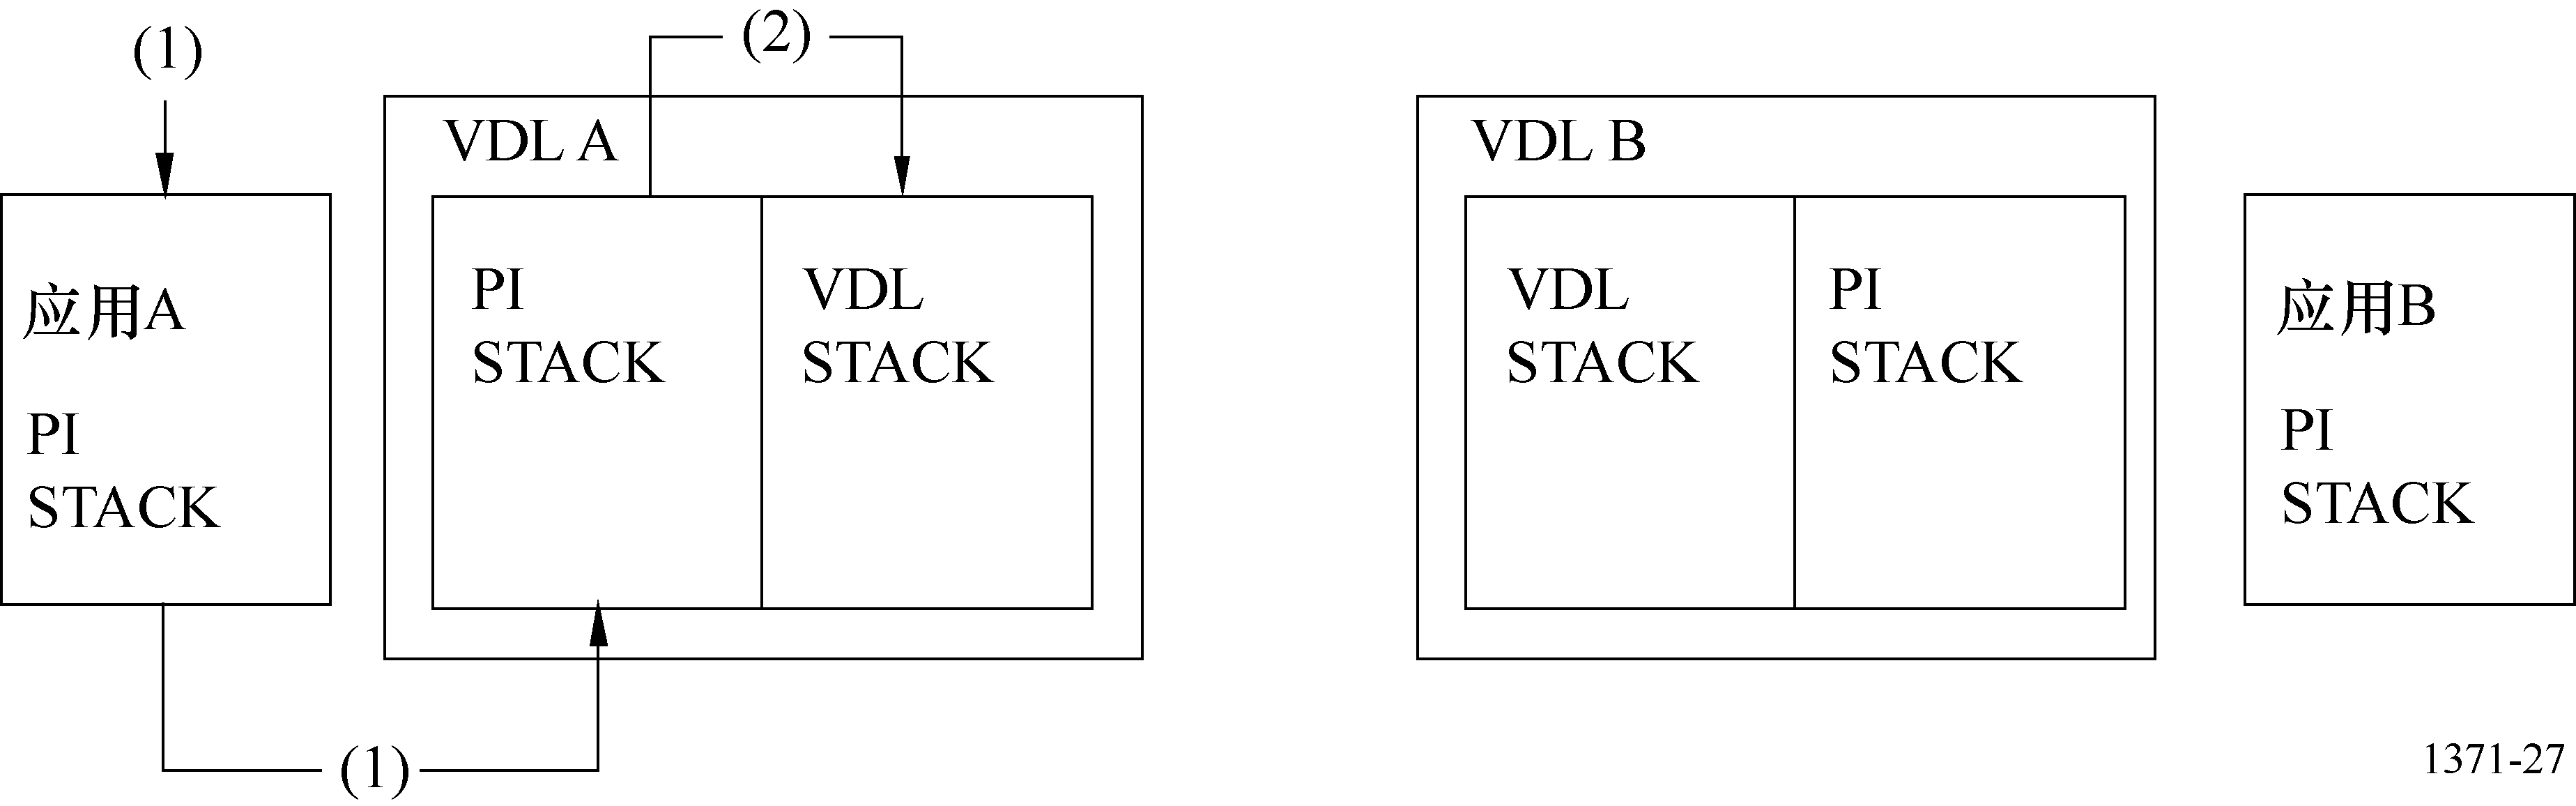 (1)
(2)
VDL A
VDL B
应用A
PI
STACK
PI
STACK
VDL
STACK
VDL
STACK
PI
STACK
应用B
PI
STACK
(1)
1371-27